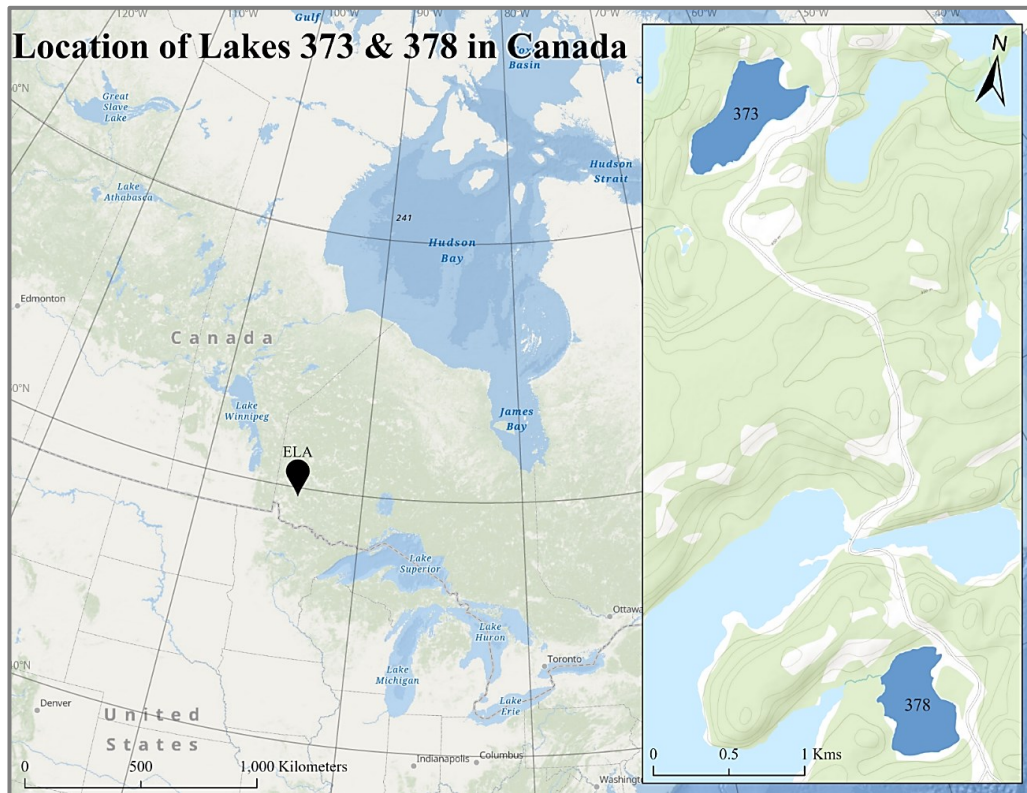 120°W
110°W
100°W
90°W
80°W
70°W
50°W
40°W
Gulf
Location of Lakes 373 & 378 in Canada
Basin
N
Great
Slave
Lake
373
Hudson
Strait
Lake
Athabasca
241
Hudson
Bay
Edmonton
Canada
Lake
Winnipeg
James
Bay
ELA
Lake
Superior
Ottawa
Lake
Huron
Toronto
Lake
Michigan
Lake
Erie
Denver
United
States
378
Indianapolis
Columbus
Washingt
0 500 1,000 Kilometers
0 0.5 1 Kms